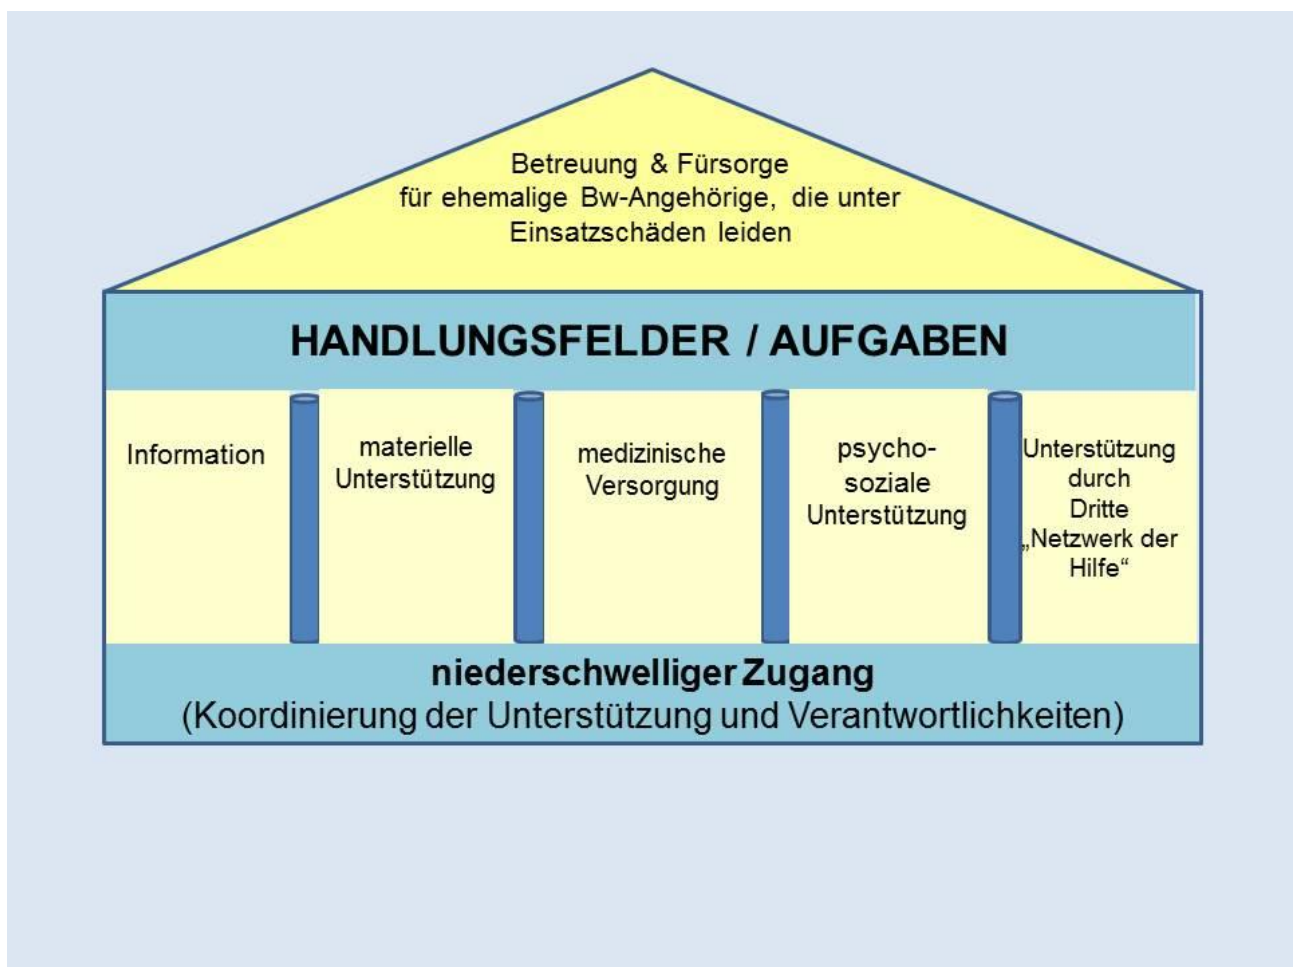 Betreuung & Fürsorge
für ehemalige Bw-Angehörige, die unter
Einsatzschäden leiden
HANDLUNGSFELDER / AUFGABEN
Information
materielle
Unterstützung
medizinische
Versorgung
psycho-
soziale
Unterstützung
Unterstützung
durch
Dritte
„Netzwerk der
Hilfe“
niederschwelliger Zugang
(Koordinierung der Unterstützung und Verantwortlichkeiten)